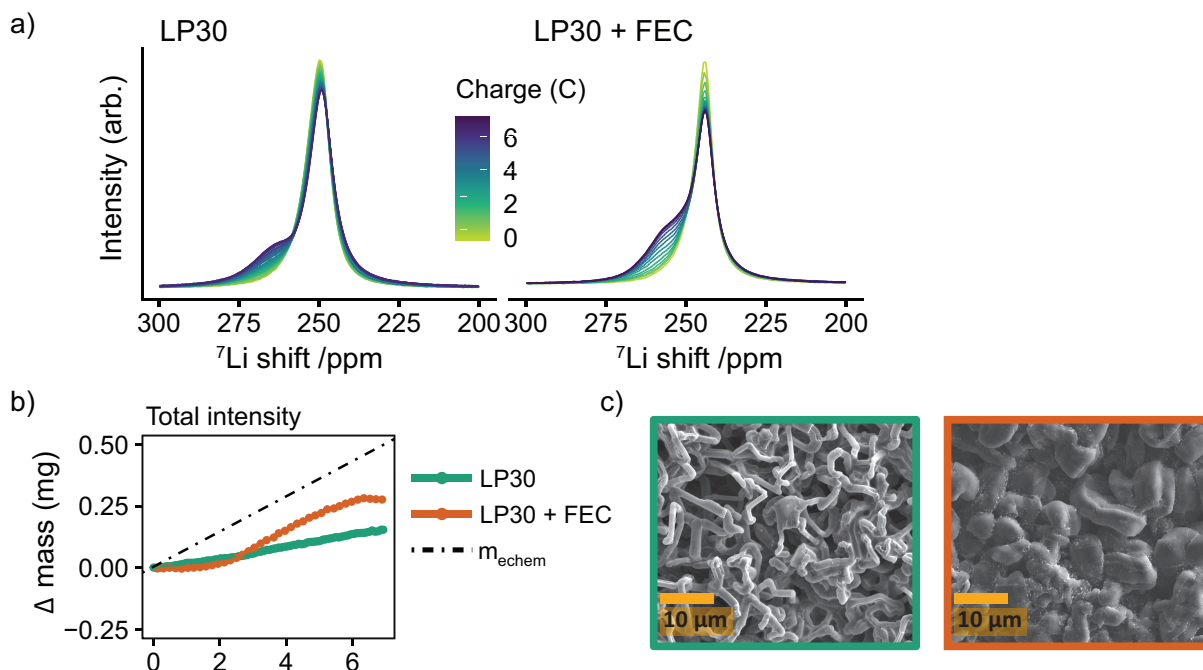 a)
LP30
LP30 + FEC
Intensity (arb.)
Charge (C)
6
4
2
0
300 275 250 225 200
⁷Li shift /ppm
300 275 250 225 200
⁷Li shift /ppm
b)
Total intensity
Δ mass (mg)
0.50
0.25
0.00
−0.25
0 2 4 6
LP30
LP30 + FEC
mₑchem
c)
10 µm
10 µm